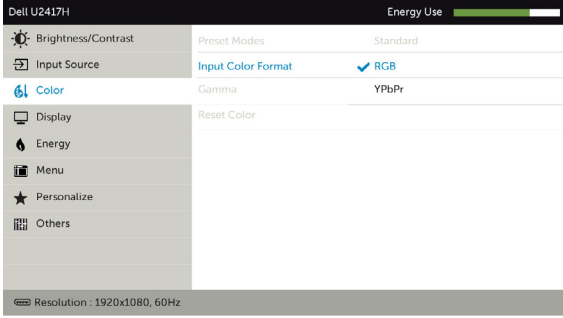 Dell U2417H Energy Use
Brightness/Contrast Preset Modes Standard
Input Source Input Color Format RGB
Color Gamma YPbPr
Display Reset Color
Energy
Menu
Personalize
Others
Resolution : 1920x1080, 60Hz